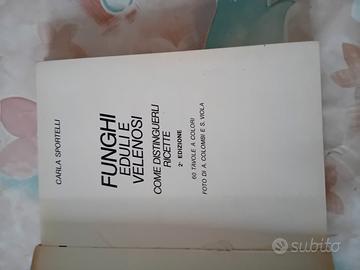 CARLA SPORTELLI
FUNGHI
EDULI E
VELENOSI
COME DISTINGUERLI
RICETTE
2ª EDIZIONE
60 TAVOLE A COLORI
FOTO DI A. COLOMBI E S. VIOLA
subito